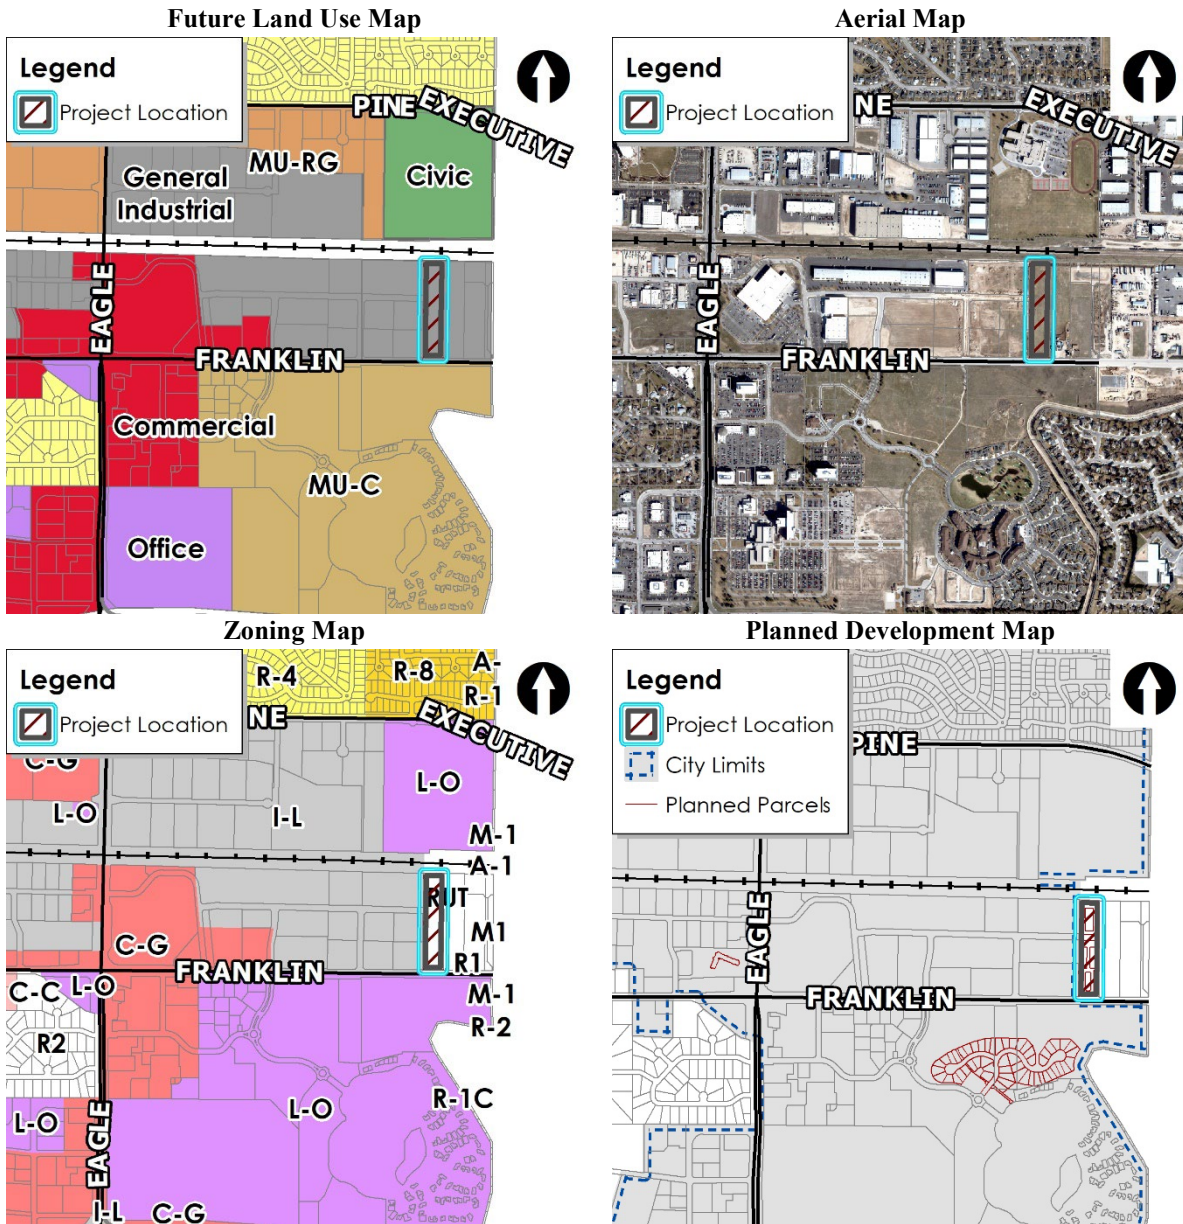 Future Land Use Map
Legend
Project Location
PINE
EXECUTIVE
MU-RG
Civic
General
Industrial
EAGLE
FRANKLIN
Commercial
MU-C
Office
Aerial Map
Legend
Project Location
NE
EXECUTIVE
EAGLE
FRANKLIN
Zoning Map
Legend
Project Location
R-4
R-8
A-
R-1
NE
EXECUTIVE
C-G
L-O
L-O
I-L
M-1
A-1
RUT
M1
C-G
R1
FRANKLIN
L-O
C-C
M-1
R-2
R2
R-1C
L-O
L-O
EAGLE
I-L
C-G
Planned Development Map
Legend
Project Location
City Limits
Planned Parcels
PINE
EAGLE
FRANKLIN